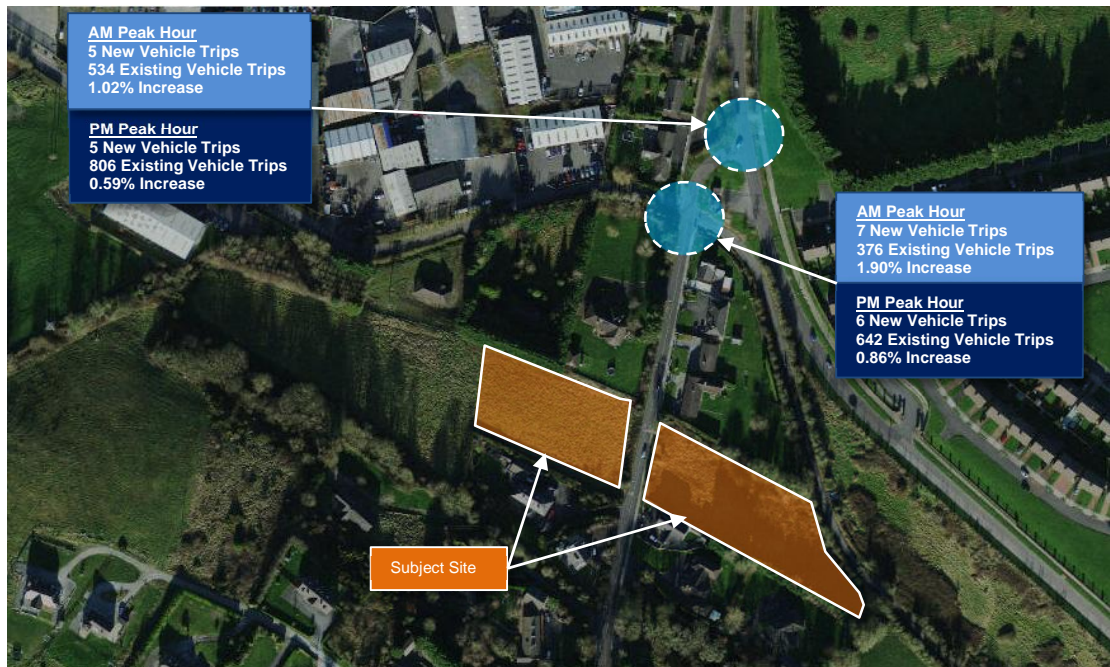 AM Peak Hour
5 New Vehicle Trips
534 Existing Vehicle Trips
1.02% Increase
PM Peak Hour
5 New Vehicle Trips
806 Existing Vehicle Trips
0.59% Increase
AM Peak Hour
7 New Vehicle Trips
376 Existing Vehicle Trips
1.90% Increase
PM Peak Hour
6 New Vehicle Trips
642 Existing Vehicle Trips
0.86% Increase
Subject Site